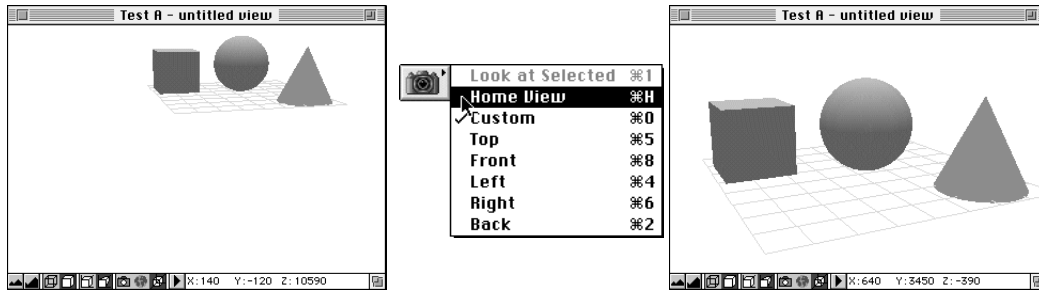 Test A - untitled view
X:140 Y:-120 Z:10590
Look at Selected ⌘1
Home View ⌘H
✓Custom ⌘0
Top ⌘5
Front ⌘8
Left ⌘4
Right ⌘6
Back ⌘2
Test A - untitled view
X:640 Y:3450 Z:-390